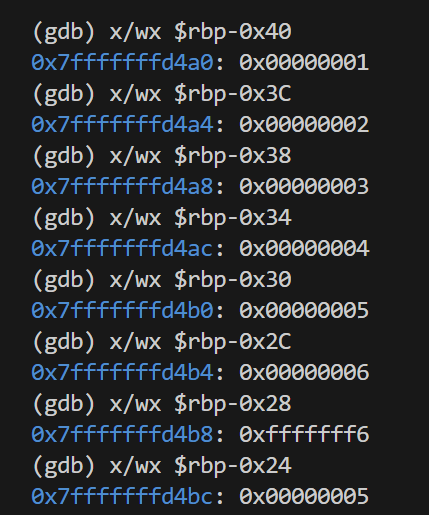 (gdb) x/wx $rbp-0x40
0x7fffffffd4a0: 0x00000001
(gdb) x/wx $rbp-0x3C
0x7fffffffd4a4: 0x00000002
(gdb) x/wx $rbp-0x38
0x7fffffffd4a8: 0x00000003
(gdb) x/wx $rbp-0x34
0x7fffffffd4ac: 0x00000004
(gdb) x/wx $rbp-0x30
0x7fffffffd4b0: 0x00000005
(gdb) x/wx $rbp-0x2C
0x7fffffffd4b4: 0x00000006
(gdb) x/wx $rbp-0x28
0x7fffffffd4b8: 0xfffffff6
(gdb) x/wx $rbp-0x24
0x7fffffffd4bc: 0x00000005